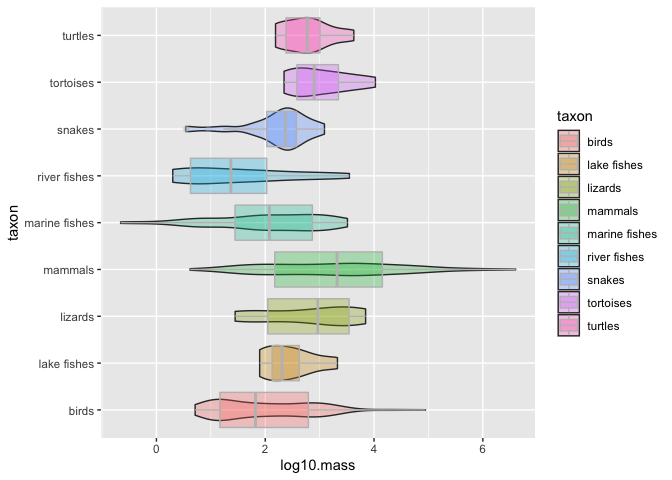 turtles
tortoises
snakes
river fishes
marine fishes
mammals
lizards
lake fishes
birds
taxon
0
2
4
6
log10.mass
taxon
birds
lake fishes
lizards
mammals
marine fishes
river fishes
snakes
tortoises
turtles